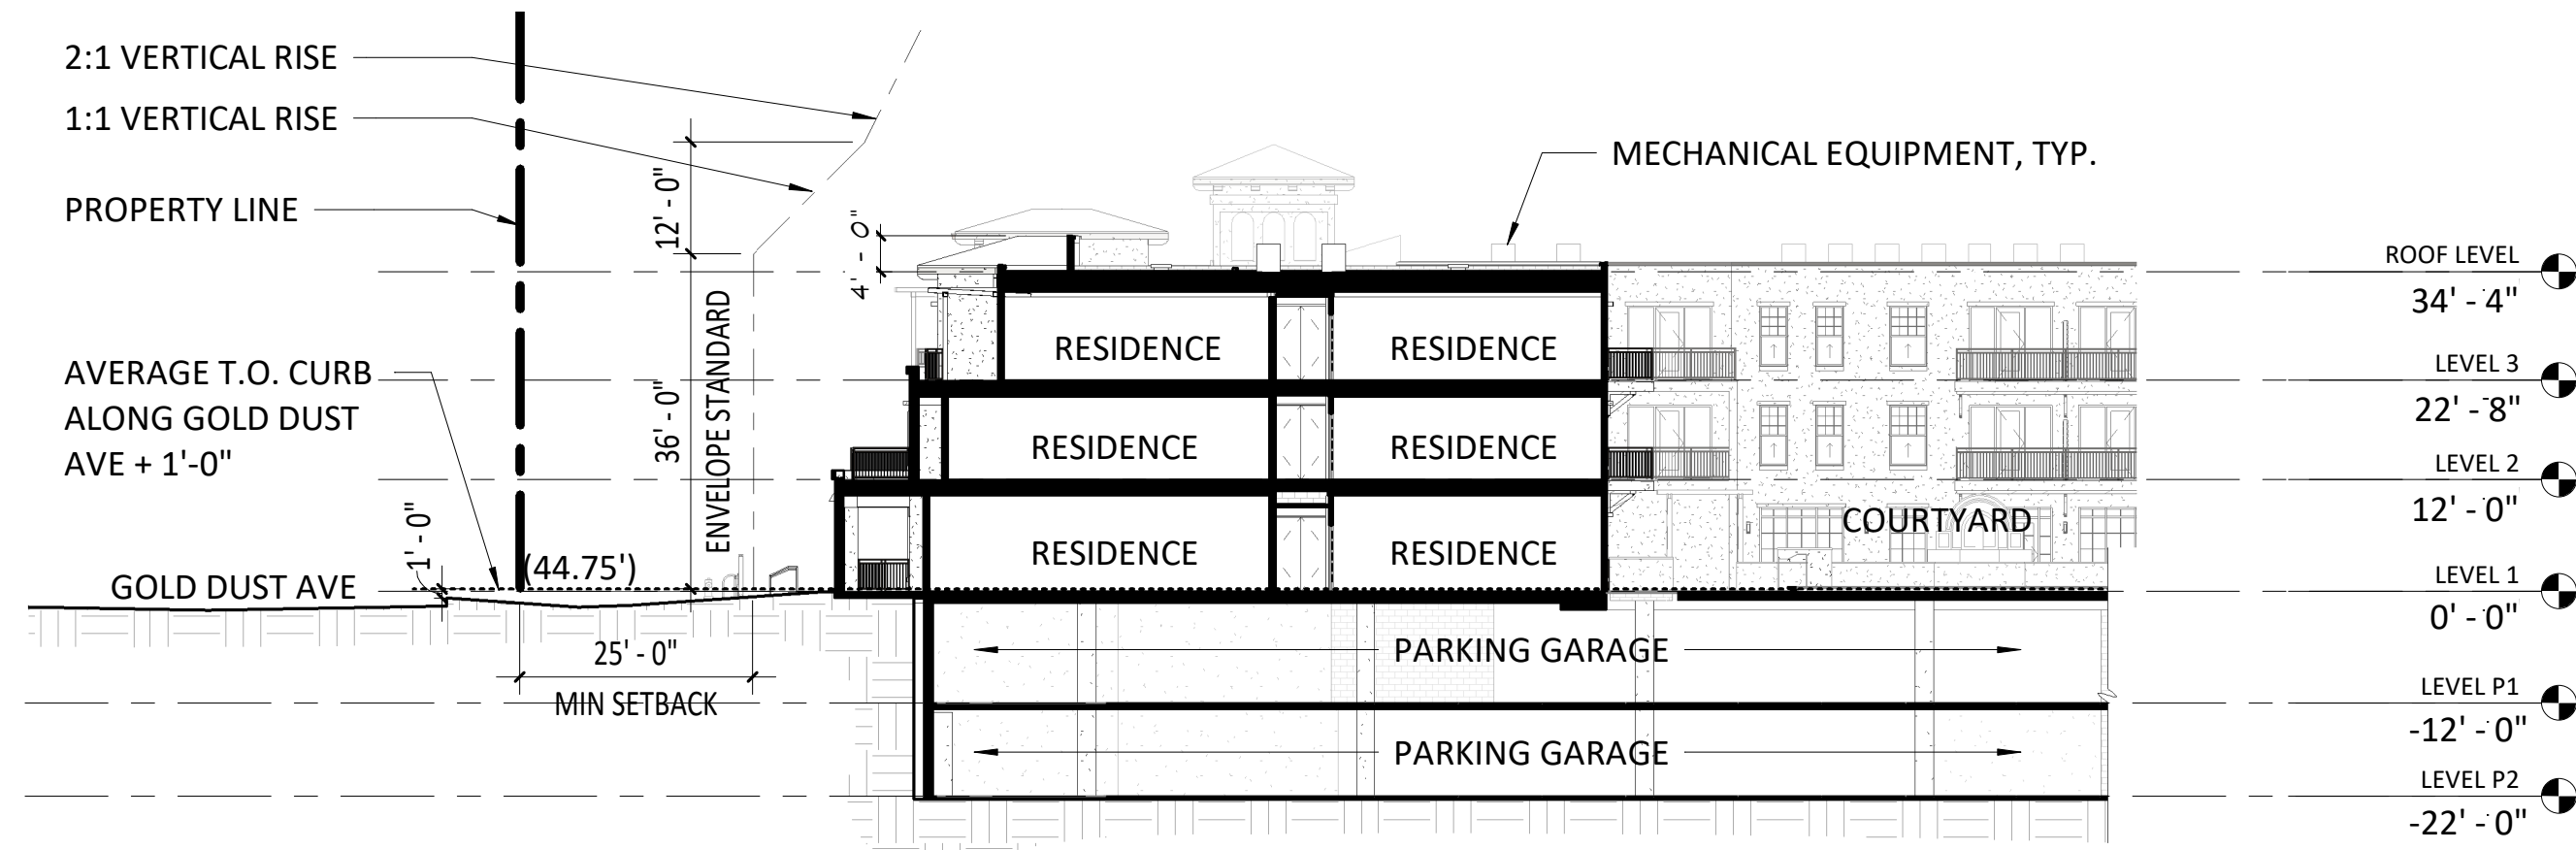 2:1 VERTICAL RISE
1:1 VERTICAL RISE
PROPERTY LINE
AVERAGE T.O. CURB
ALONG GOLD DUST
AVE + 1'-0"
GOLD DUST AVE
1' - 0"
(44.75')
12' - 0"
36' - 0"
ENVELOPE STANDARD
25' - 0"
MIN SETBACK
4' - 0"
MECHANICAL EQUIPMENT, TYP.
RESIDENCE
RESIDENCE
RESIDENCE
RESIDENCE
RESIDENCE
RESIDENCE
COURTYARD
PARKING GARAGE
PARKING GARAGE
ROOF LEVEL
34' - 4"
LEVEL 3
22' - 8"
LEVEL 2
12' - 0"
LEVEL 1
0' - 0"
LEVEL P1
-12' - 0"
LEVEL P2
-22' - 0"